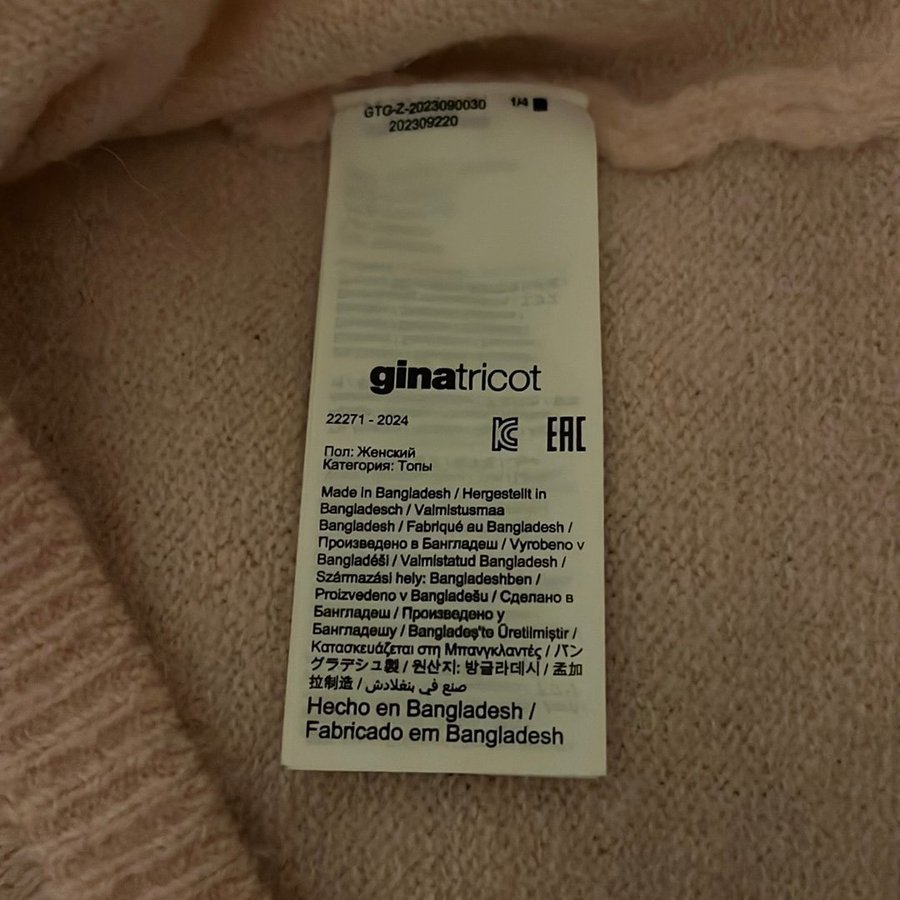 GTG-Z-2023090030 1/4
202309220
ginatricot
22271 - 2024
EAC
Пол: Женский
Категория: Топы
Made in Bangladesh / Hergestellt in
Bangladesch / Valmistusmaa
Bangladesh / Fabriqué au Bangladesh /
Произведено в Бангладеш / Vyrobeno v
Bangladéši / Valmistatud Bangladesh /
Származási hely: Bangladeshben /
Proizvedeno v Bangladešu / Сделано в
Бангладеш / Произведено у
Бангладешу / Bangladeş'te Üretilmiştir /
Κατασκευάζεται στη Μπανγκλαντές / バン
グラデシュ製 / 원산지: 방글라데시 / 孟加
拉制造 / صنع في بنغلادش
Hecho en Bangladesh /
Fabricado em Bangladesh